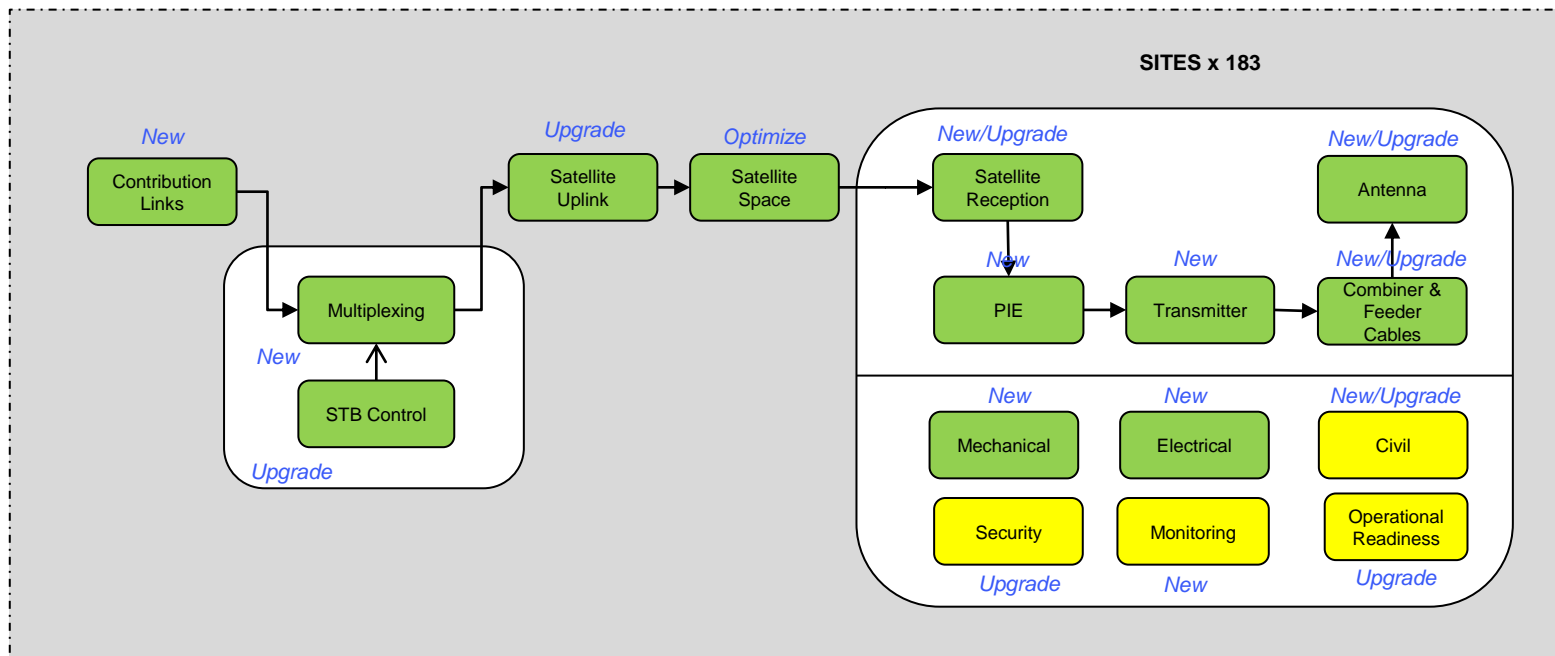 SITES x 183
New
Contribution
Links
Upgrade
Satellite
Uplink
Optimize
Satellite
Space
Multiplexing
New
STB Control
Upgrade
New/Upgrade
Satellite
Reception
New/Upgrade
Antenna
New
PIE
New
Transmitter
New/Upgrade
Combiner &
Feeder
Cables
New
Mechanical
New
Electrical
New/Upgrade
Civil
Security
Upgrade
Monitoring
New
Operational
Readiness
Upgrade